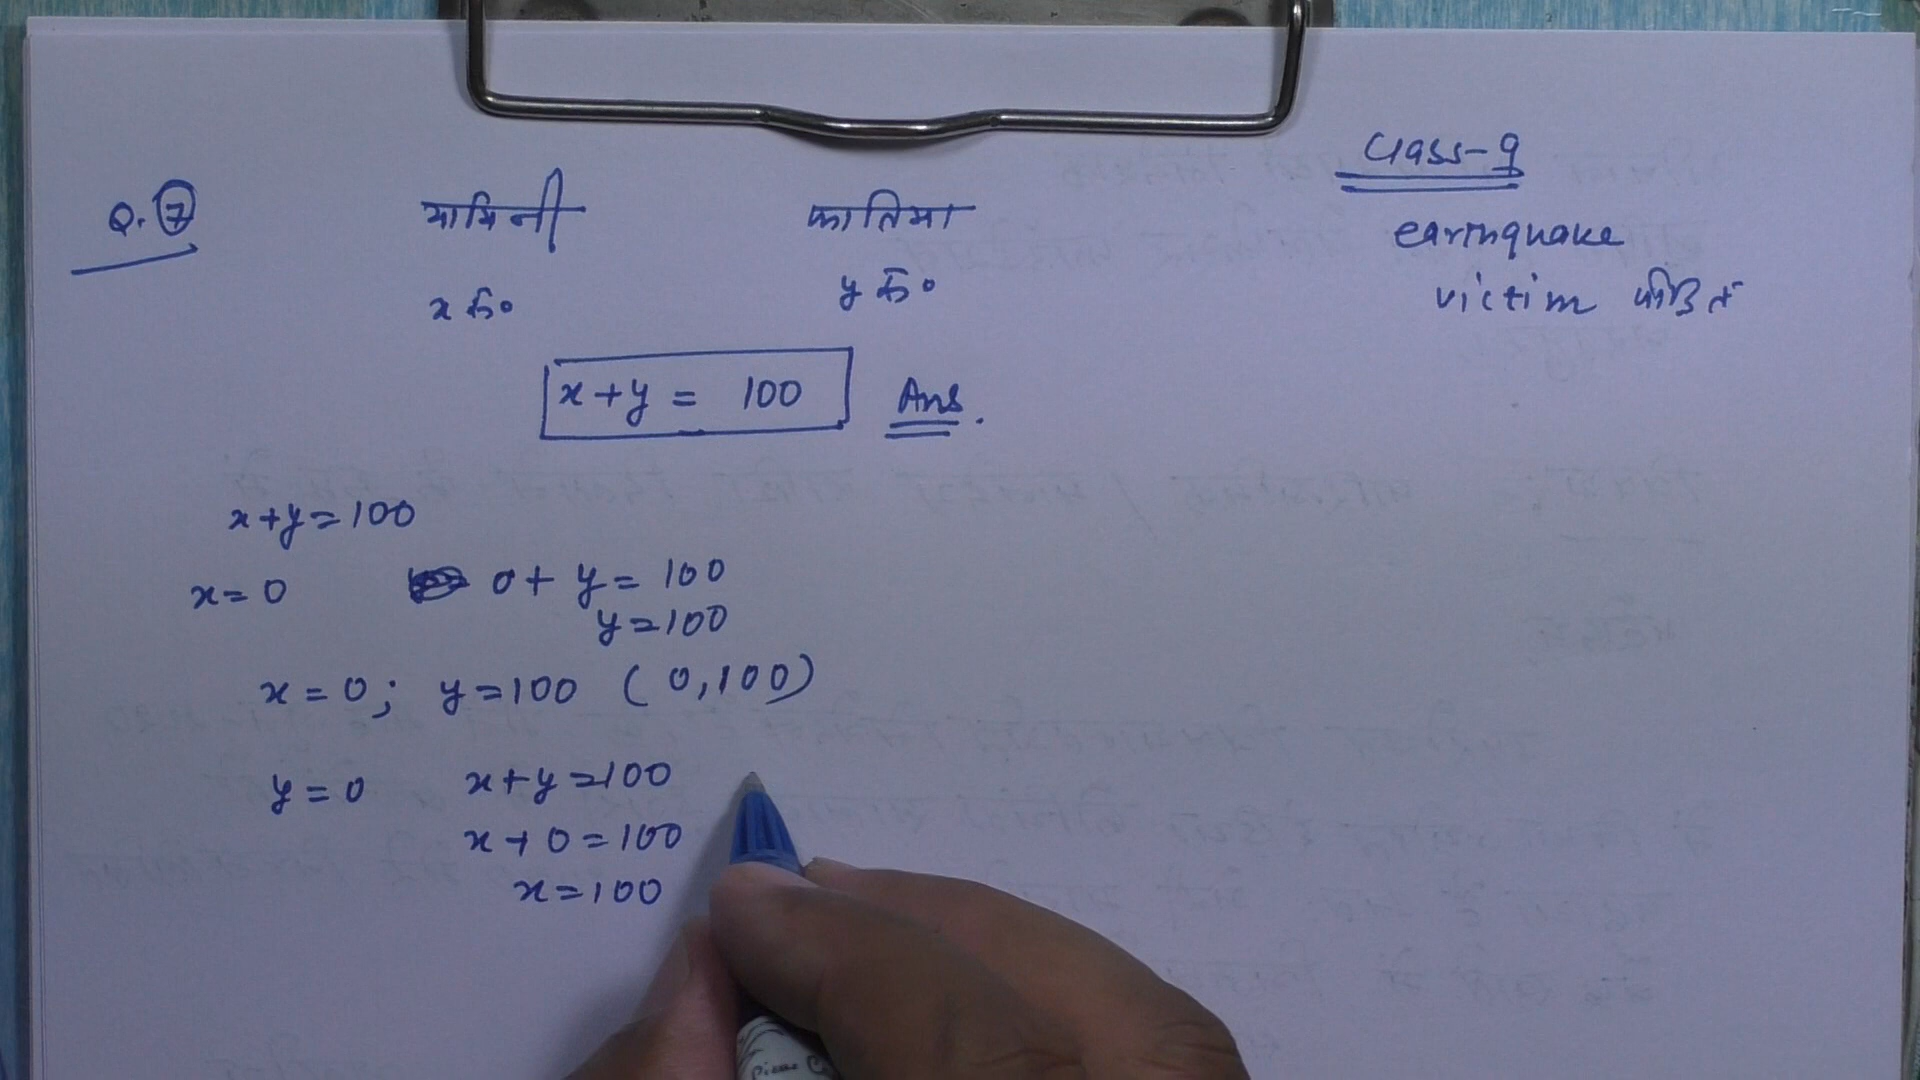 Class-9
Q. 7 यामिनी फातिमा
earthquake
x रु० y रु०
victim पीड़ित
x+y = 100 Ans.
x+y=100
x=0 0+ y= 100
y=100
x=0; y=100 (0,100)
y=0 x+y=100
x+0=100
x=100